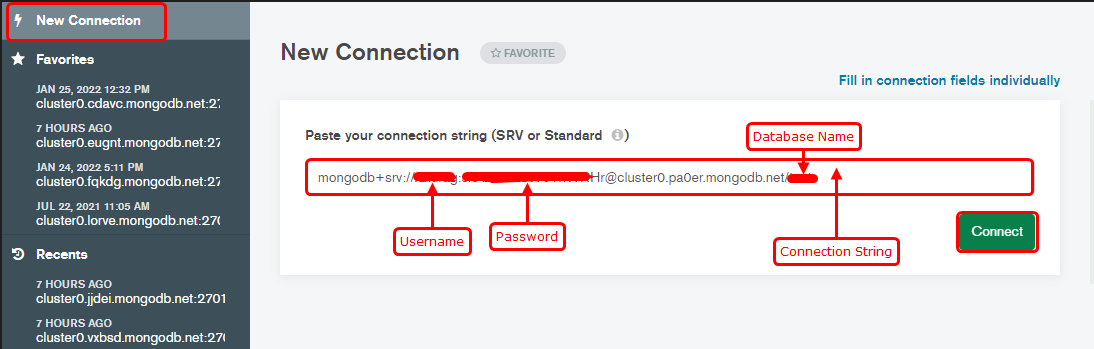 New Connection
Favorites
JAN 25, 2022 12:32 PM
cluster0.cdavc.mongodb.net:27
7 HOURS AGO
cluster0.eugnt.mongodb.net:27
JAN 24, 2022 5:11 PM
cluster0.fqkdg.mongodb.net:27
JUL 22, 2021 11:05 AM
cluster0.lorve.mongodb.net:270
Recents
7 HOURS AGO
cluster0.jjdei.mongodb.net:2701
7 HOURS AGO
cluster0.vxbsd.mongodb.net:270
New Connection
FAVORITE
Fill in connection fields individually
Paste your connection string (SRV or Standard )
Database Name
mongodb+srv:// Hr@cluster0.pa0er.mongodb.net/
Username
Password
Connection String
Connect